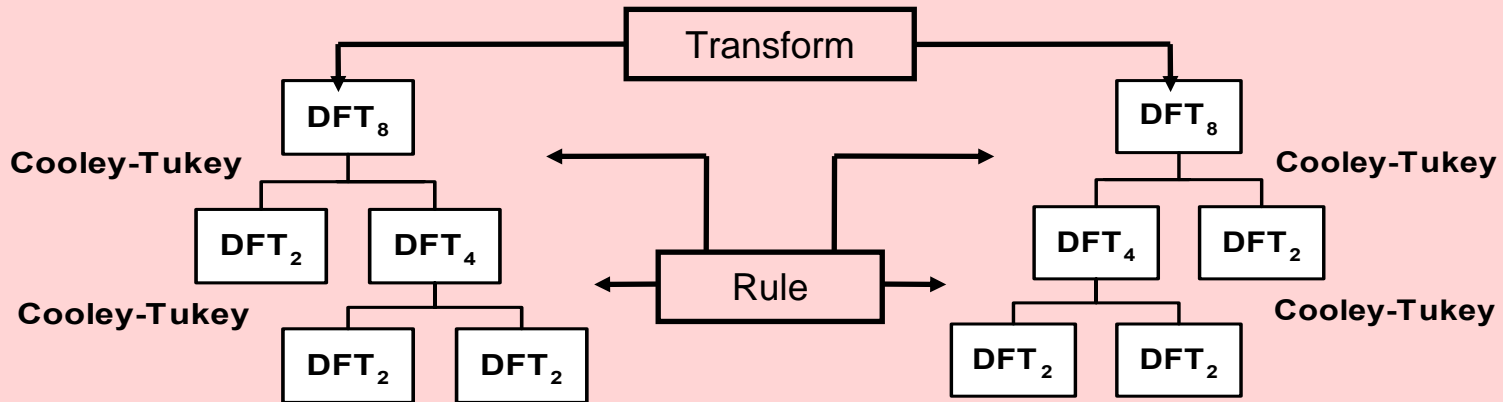 Transform
DFT₈ DFT₈
Cooley-Tukey Cooley-Tukey
DFT₂ DFT₄ DFT₄ DFT₂
Rule
Cooley-Tukey Cooley-Tukey
DFT₂ DFT₂ DFT₂ DFT₂